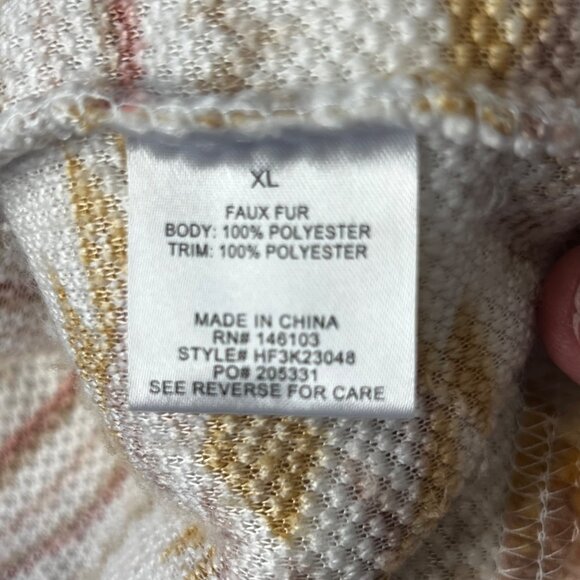 XL
FAUX FUR
BODY: 100% POLYESTER
TRIM: 100% POLYESTER
MADE IN CHINA
RN# 146103
STYLE# HF3K23048
PO# 205331
SEE REVERSE FOR CARE